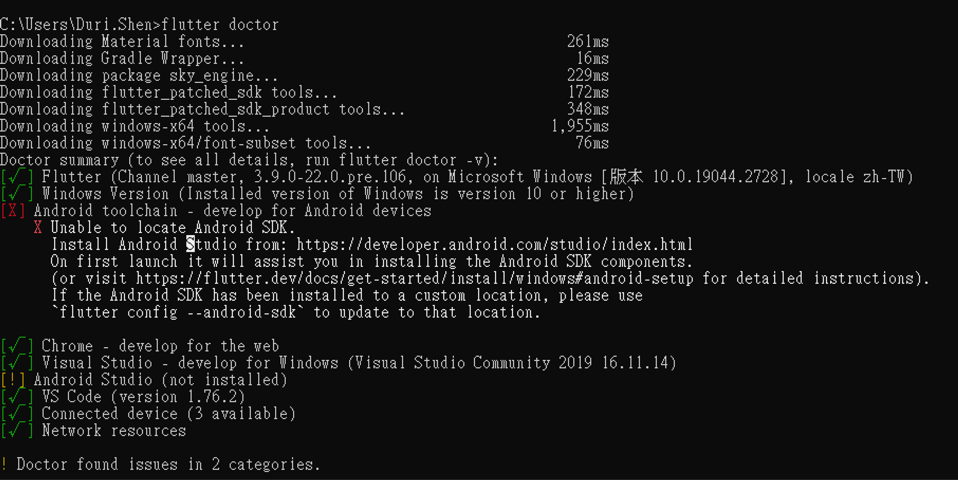 C:\Users\Duri.Shen>flutter doctor
Downloading Material fonts... 261ms
Downloading Gradle Wrapper... 16ms
Downloading package sky_engine... 229ms
Downloading flutter_patched_sdk tools... 172ms
Downloading flutter_patched_sdk_product tools... 348ms
Downloading windows-x64 tools... 1,955ms
Downloading windows-x64/font-subset tools... 76ms
Doctor summary (to see all details, run flutter doctor -v):
[√] Flutter (Channel master, 3.9.0-22.0.pre.106, on Microsoft Windows [版本 10.0.19044.2728], locale zh-TW)
[√] Windows Version (Installed version of Windows is version 10 or higher)
[X] Android toolchain - develop for Android devices
X Unable to locate Android SDK.
Install Android Studio from: https://developer.android.com/studio/index.html
On first launch it will assist you in installing the Android SDK components.
(or visit https://flutter.dev/docs/get-started/install/windows#android-setup for detailed instructions).
If the Android SDK has been installed to a custom location, please use
`flutter config --android-sdk` to update to that location.
[√] Chrome - develop for the web
[√] Visual Studio - develop for Windows (Visual Studio Community 2019 16.11.14)
[!] Android Studio (not installed)
[√] VS Code (version 1.76.2)
[√] Connected device (3 available)
[√] Network resources
! Doctor found issues in 2 categories.